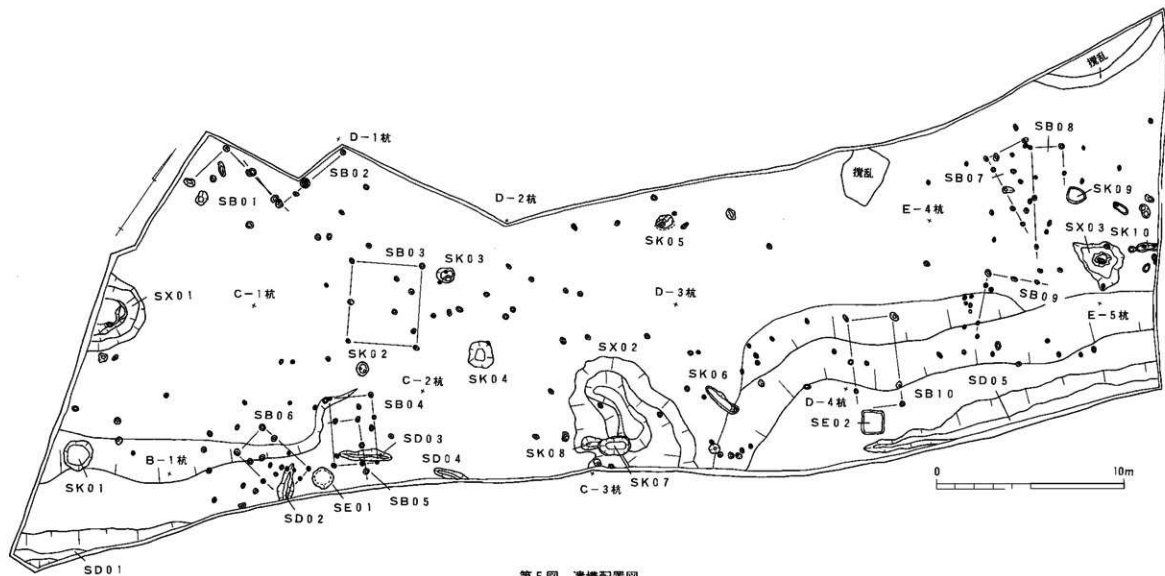 攪乱
D-1杭
SB08
SB02
SB07
攪乱
SB01
SK09
D-2杭
E-4杭
SX03
SK10
SK05
SB03
SK03
SX01
C-1杭
D-3杭
SB09
E-5杭
SK02
SK04
SX02
SK06
C-2杭
SB04
D-4杭
SB10
SD05
SB06
SE02
SD03
SK08
SK01
B-1杭
SD04
SK07
C-3杭
0
10m
SB05
SE01
SD02
SD01
第5図 遺構配置図